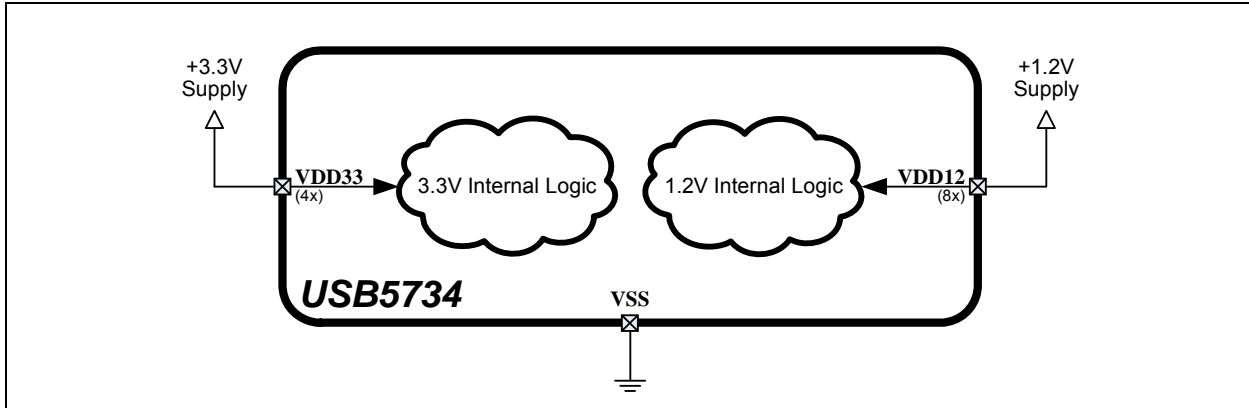 +3.3V
Supply
+1.2V
Supply
VDD33
(4x)
3.3V Internal Logic
1.2V Internal Logic
VDD12
(8x)
USB5734
VSS